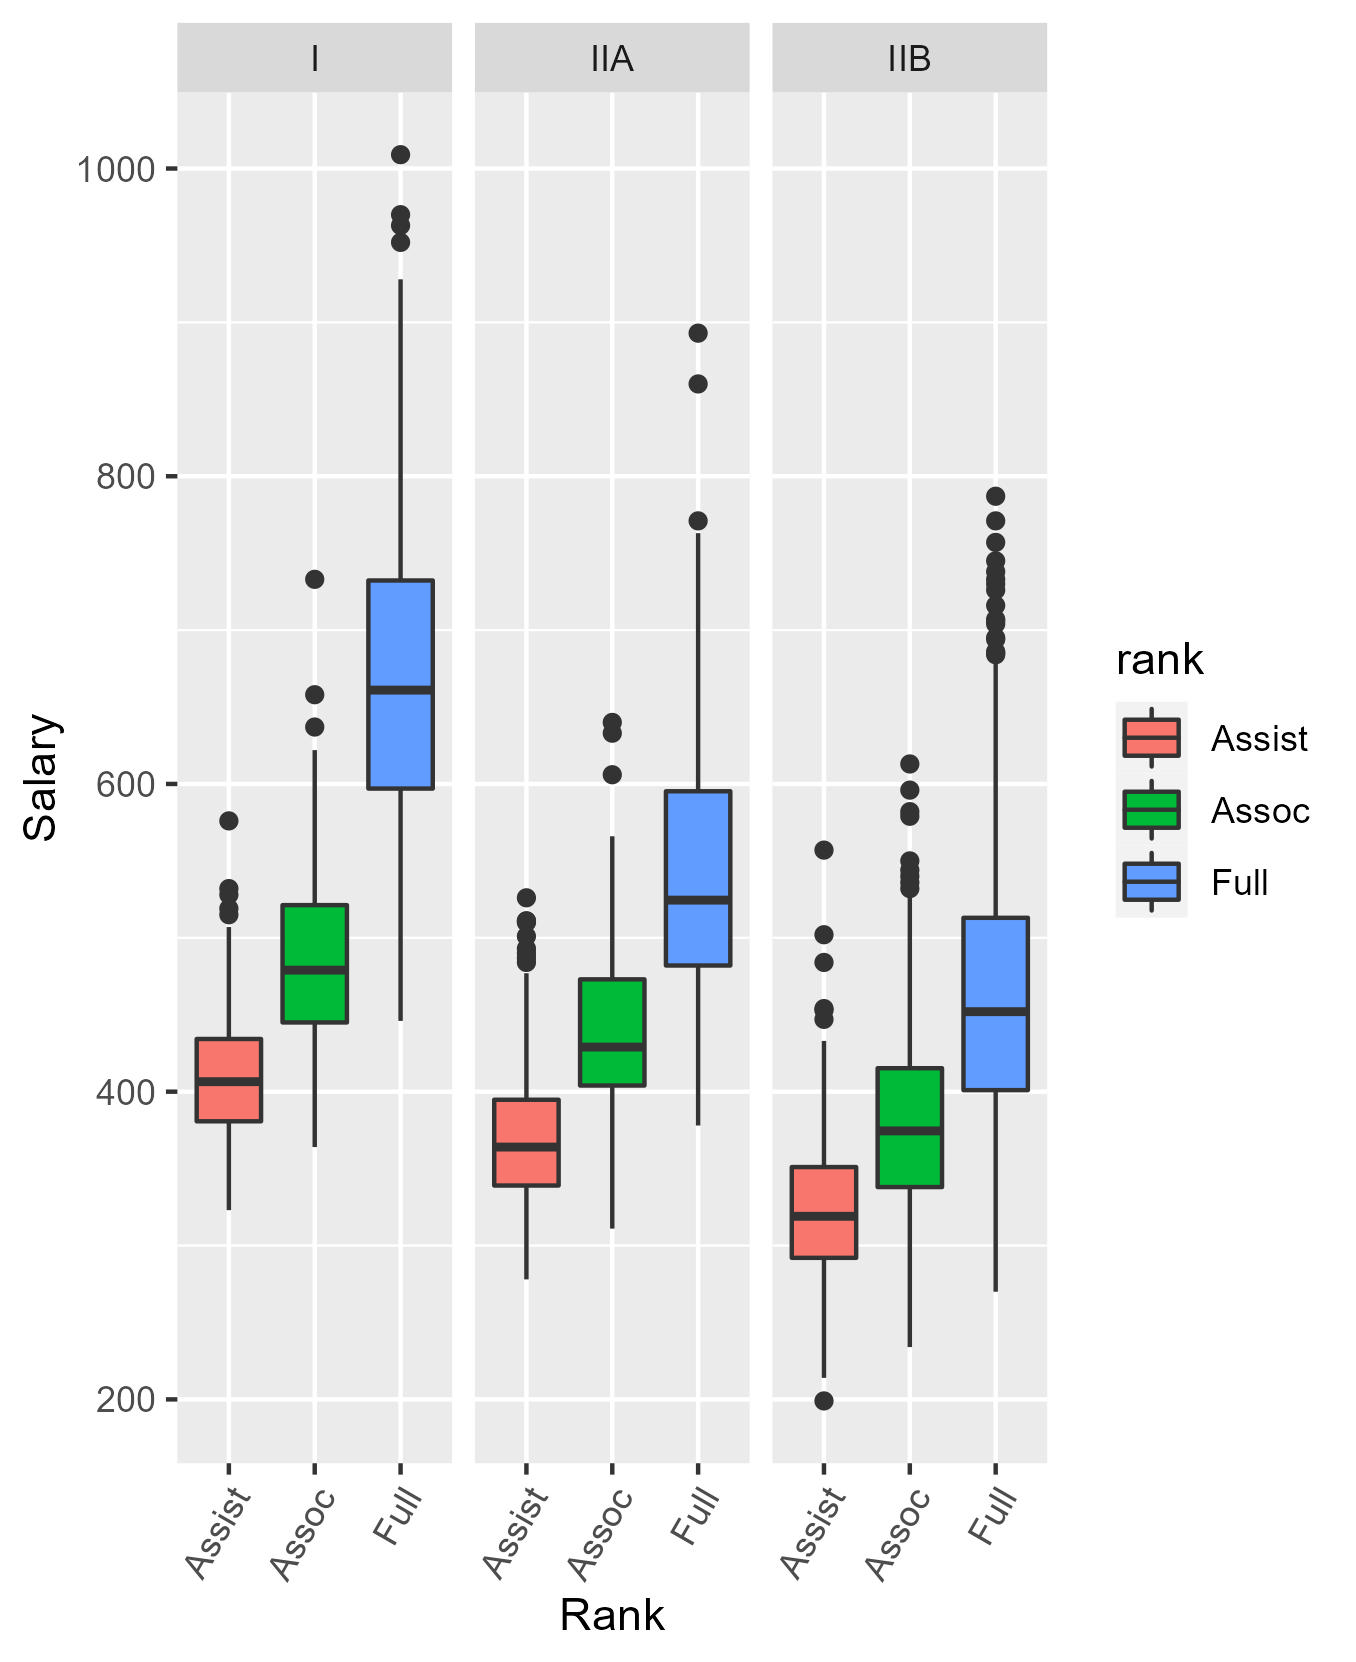 I IIA IIB
1000
800
600
400
200
Salary
Assist Assoc Full Assist Assoc Full Assist Assoc Full
Rank
rank
Assist
Assoc
Full